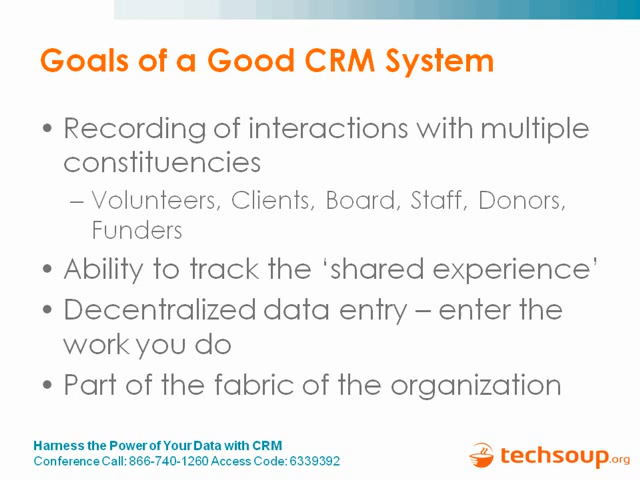 Goals of a Good CRM System
• Recording of interactions with multiple
constituencies
– Volunteers, Clients, Board, Staff, Donors,
Funders
• Ability to track the ‘shared experience’
• Decentralized data entry – enter the
work you do
• Part of the fabric of the organization
Harness the Power of Your Data with CRM
Conference Call: 866-740-1260 Access Code: 6339392
techsoup.org